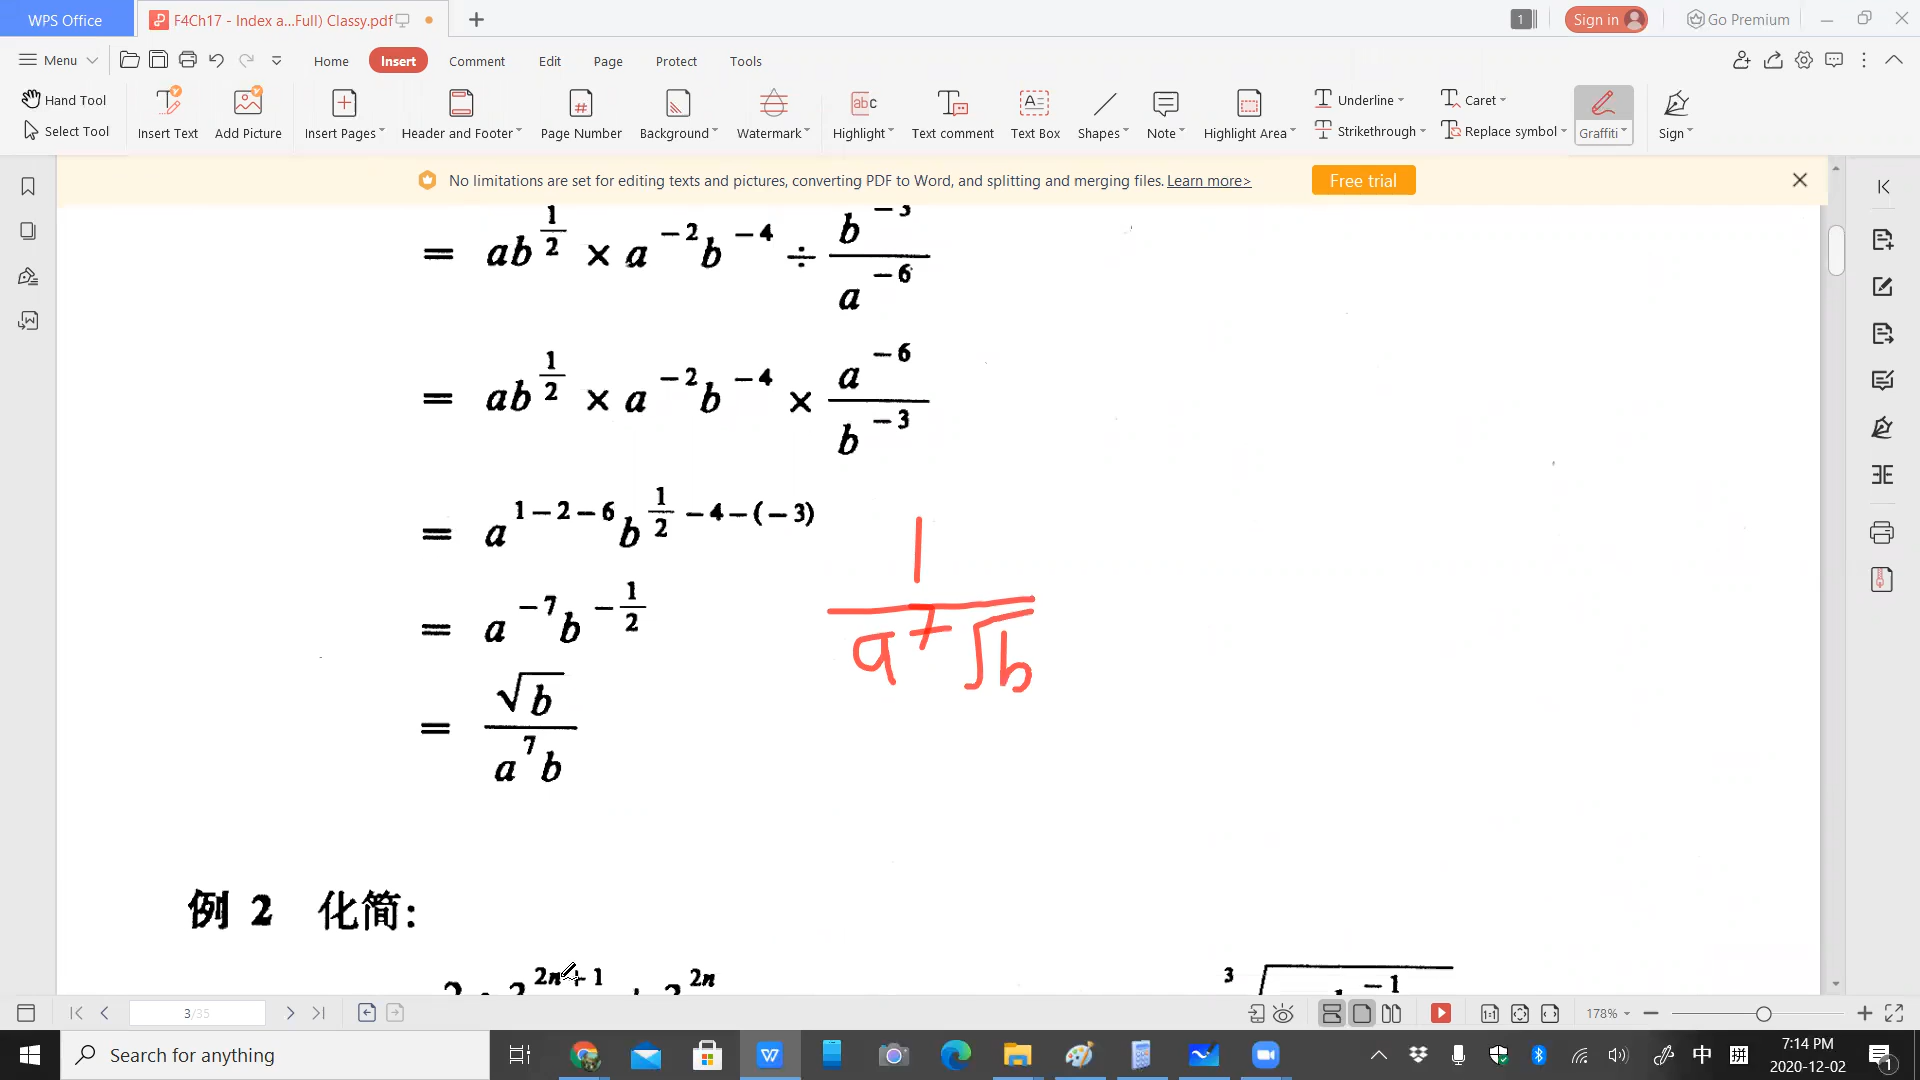 WPS Office
F4Ch17 - Index a...Full) Classy.pdf
1
Sign in
Go Premium
Menu
Home
Insert
Comment
Edit
Page
Protect
Tools
Hand Tool
Select Tool
Insert Text
Add Picture
Insert Pages
Header and Footer
Page Number
Background
Watermark
Highlight
Text comment
Text Box
Shapes
Note
Highlight Area
Underline
Strikethrough
Caret
Replace symbol
Graffiti
Sign
No limitations are set for editing texts and pictures, converting PDF to Word, and splitting and merging files. Learn more>
Free trial
= ab^{1/2} × a^{-2}b^{-4} ÷ b^{-3}/a^{-6}
= ab^{1/2} × a^{-2}b^{-4} × a^{-6}/b^{-3}
= a^{1-2-6}b^{1/2-4-(-3)}
= a^{-7}b^{-1/2}
1/(a^7√b)
= √b/(a^7b)
例 2 化简:
3/35
178%
Search for anything
中
拼
7:14 PM
2020-12-02
1